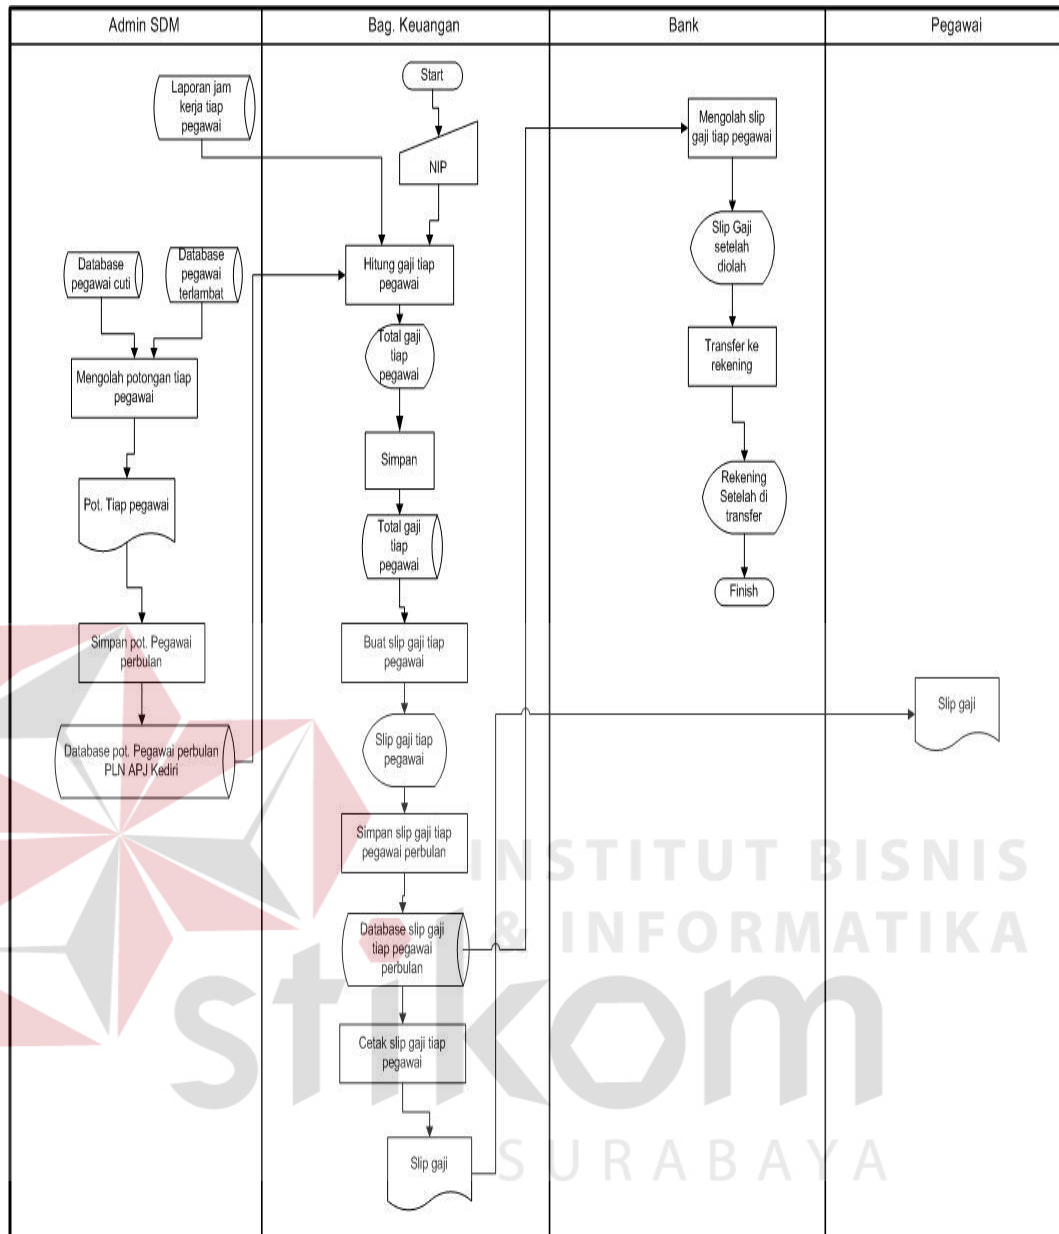 Admin SDM
Bag. Keuangan
Bank
Pegawai
Laporan jam
kerja tiap
pegawai
Database
pegawai cuti
Database
pegawai
terlambat
Mengolah potongan tiap
pegawai
Pot. Tiap pegawai
Simpan pot. Pegawai
perbulan
Database pot. Pegawai perbulan
PLN APJ Kediri
Start
NIP
Hitung gaji tiap
pegawai
Total gaji
tiap
pegawai
Simpan
Total gaji
tiap
pegawai
Buat slip gaji tiap
pegawai
Slip gaji tiap
pegawai
Simpan slip gaji tiap
pegawai perbulan
Database slip gaji
tiap pegawai
perbulan
Cetak slip gaji tiap
pegawai
Slip gaji
Mengolah slip
gaji tiap pegawai
Slip Gaji
setelah
diolah
Transfer ke
rekening
Rekening
Setelah di
transfer
Finish
Slip gaji
INSTITUT BISNIS
& INFORMATIKA
stikom
SURABAYA